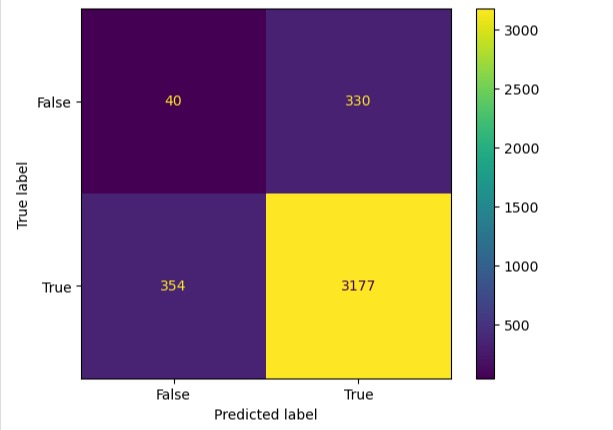 False
40
330
True label
True
354
3177
False
True
Predicted label
3000
2500
2000
1500
1000
500